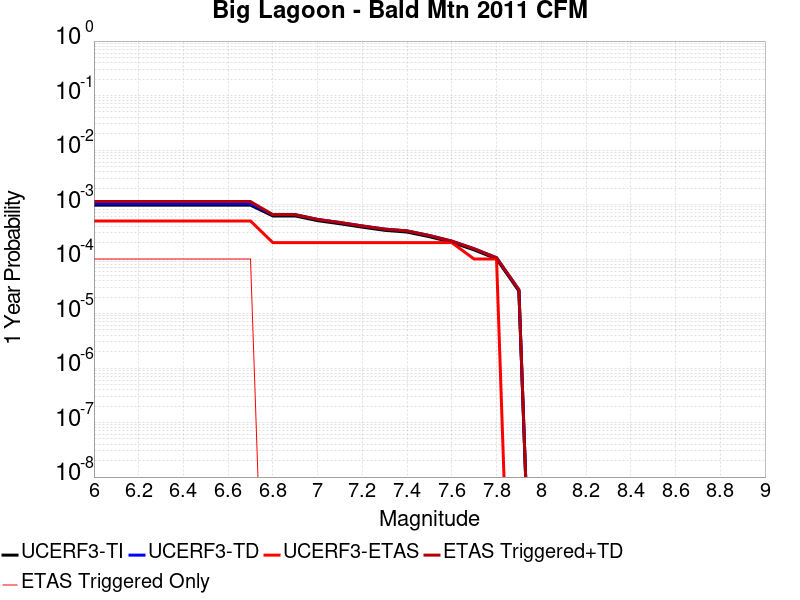 Big Lagoon - Bald Mtn 2011 CFM
10^0
10^-1
10^-2
10^-3
10^-4
10^-5
10^-6
10^-7
10^-8
1 Year Probability
6 6.2 6.4 6.6 6.8 7 7.2 7.4 7.6 7.8 8 8.2 8.4 8.6 8.8 9
Magnitude
UCERF3-TI UCERF3-TD UCERF3-ETAS ETAS Triggered+TD
ETAS Triggered Only